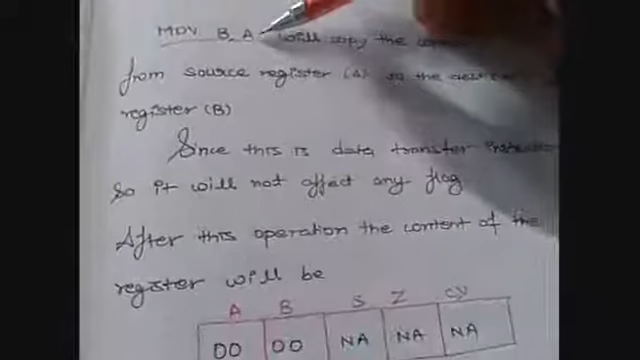 MOV B,A will copy the
from source register (A) to the
register (B)
Since this is data transfer
So it will not affect any flag
After this operation the content of the
register will be
A B S Z CY
00 00 NA NA NA